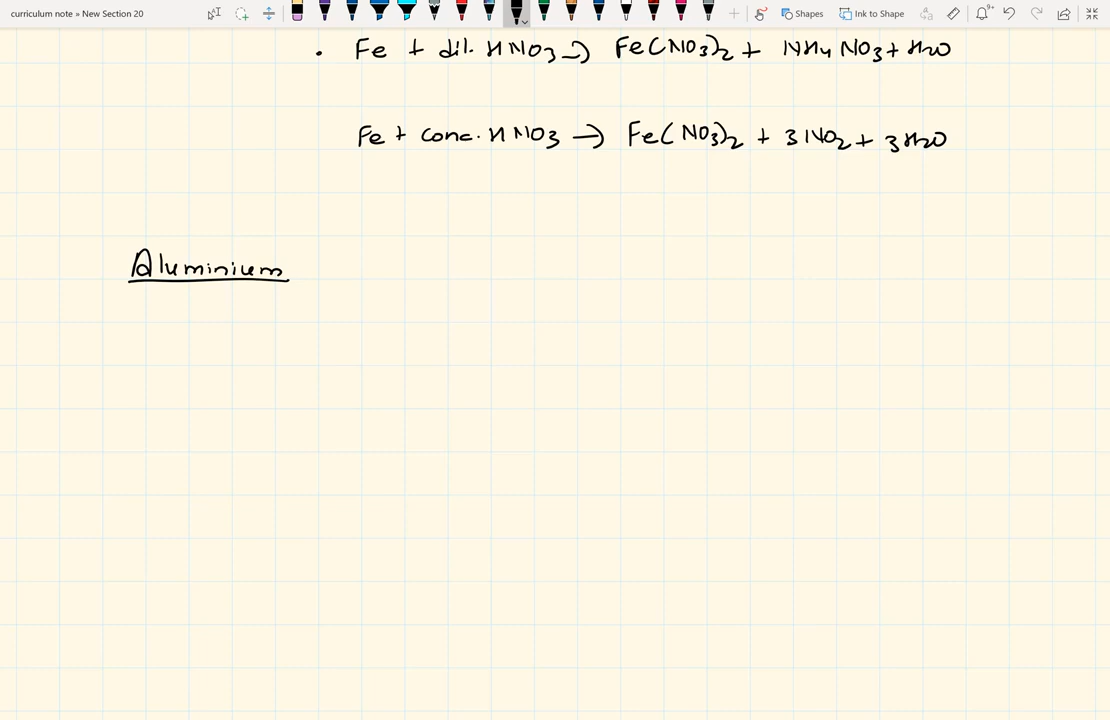 curriculum note » New Section 20
9+
Shapes
Ink to Shape
• Fe + dil. HNO3 → Fe(NO3)2 + NH4NO3 + H2O
Fe + conc. HNO3 → Fe(NO3)2 + 3NO2 + 3H2O
Aluminium